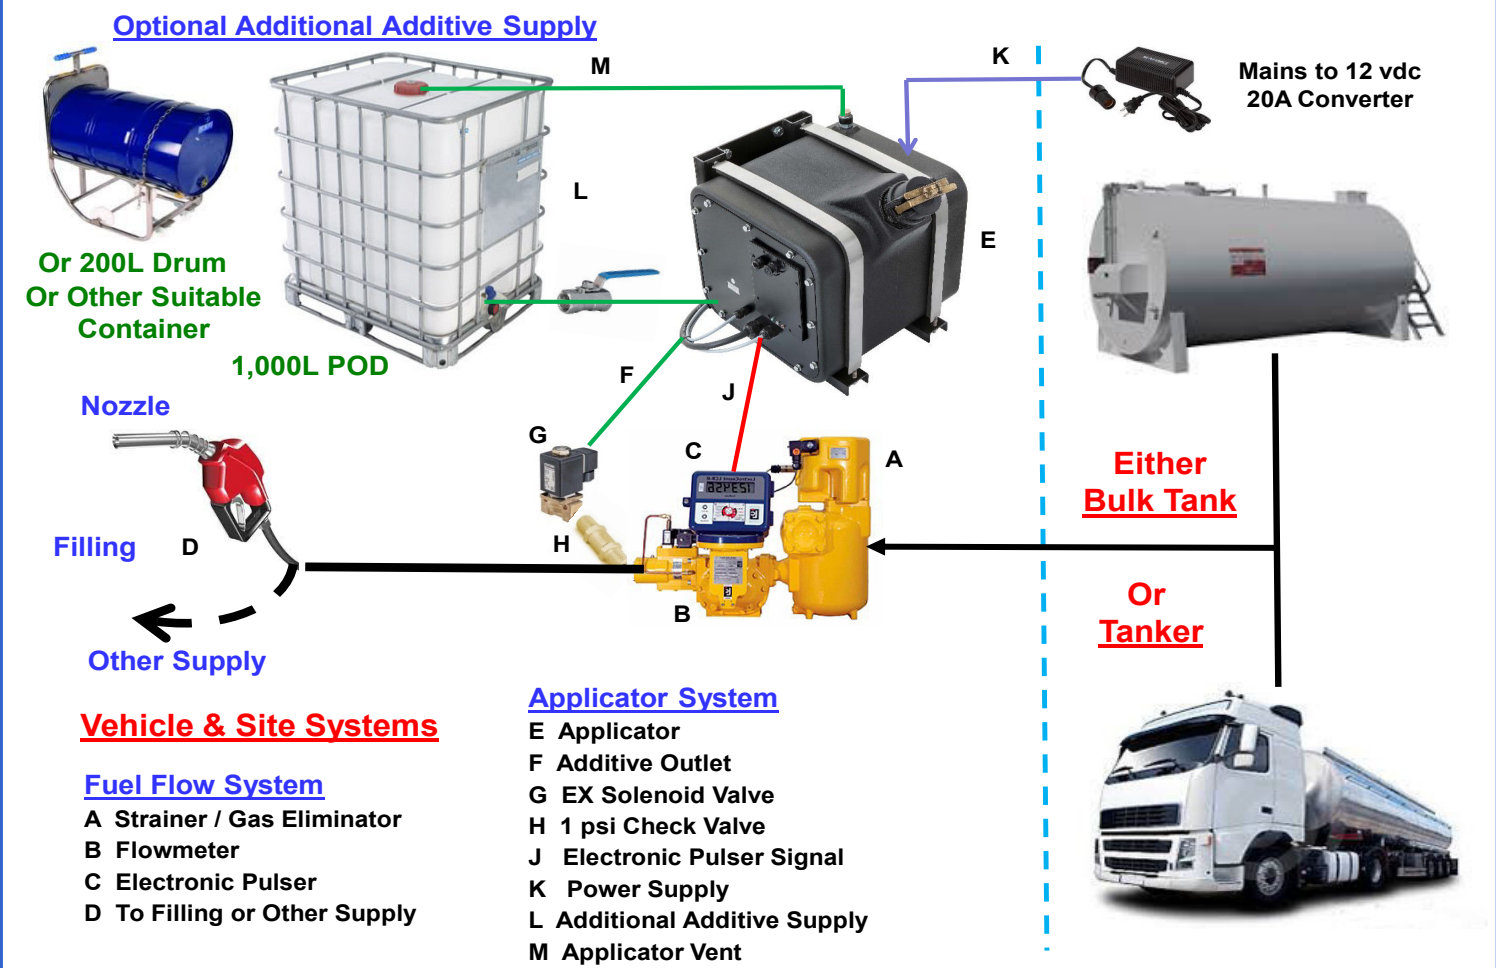 Optional Additional Additive Supply
M
K
Mains to 12 vdc
20A Converter
L
E
Or 200L Drum
Or Other Suitable
Container
1,000L POD
F
J
Nozzle
G
C
A
Either
Bulk Tank
Filling
D
H
B
Or
Tanker
Other Supply
Vehicle & Site Systems
Fuel Flow System
A Strainer / Gas Eliminator
B Flowmeter
C Electronic Pulser
D To Filling or Other Supply
Applicator System
E Applicator
F Additive Outlet
G EX Solenoid Valve
H 1 psi Check Valve
J Electronic Pulser Signal
K Power Supply
L Additional Additive Supply
M Applicator Vent